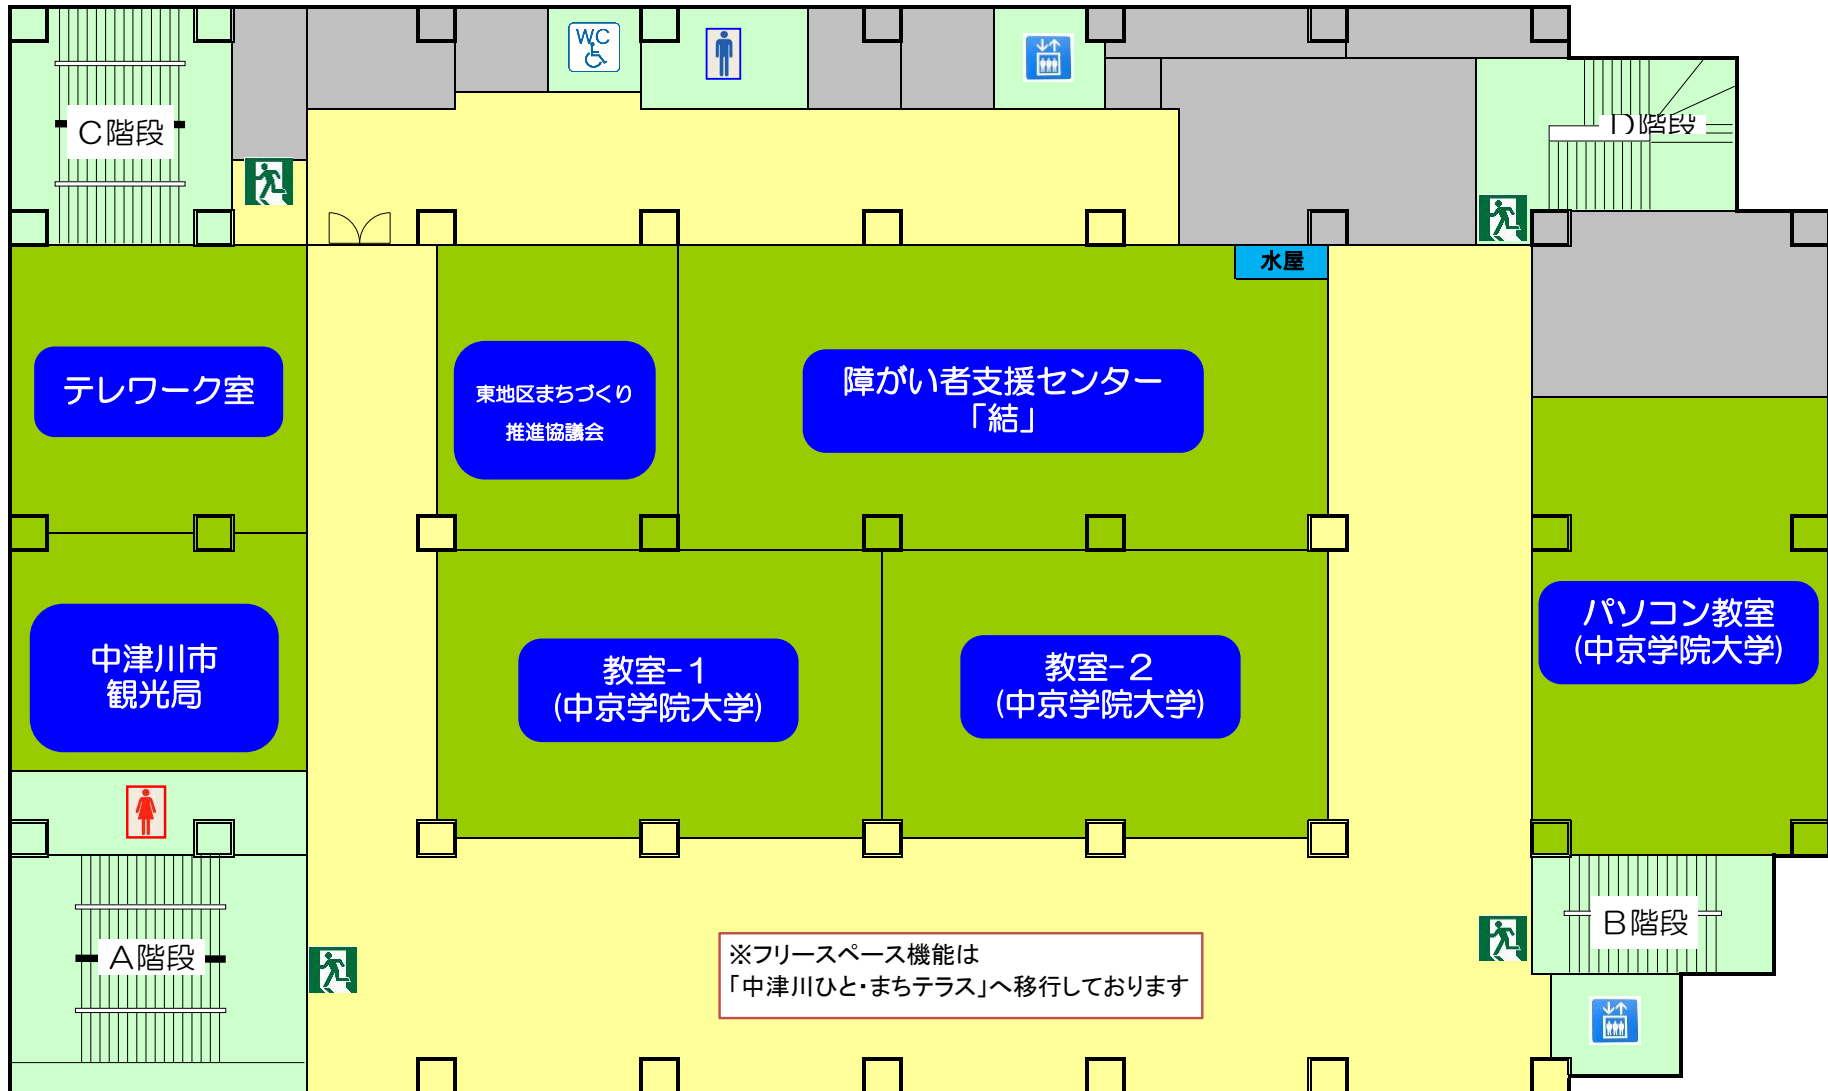 WC
C階段
D階段
水屋
テレワーク室
東地区まちづくり
推進協議会
障がい者支援センター
「結」
中津川市
観光局
教室-1
(中京学院大学)
教室-2
(中京学院大学)
パソコン教室
(中京学院大学)
A階段
B階段
※フリースペース機能は
「中津川ひと・まちテラス」へ移行しております